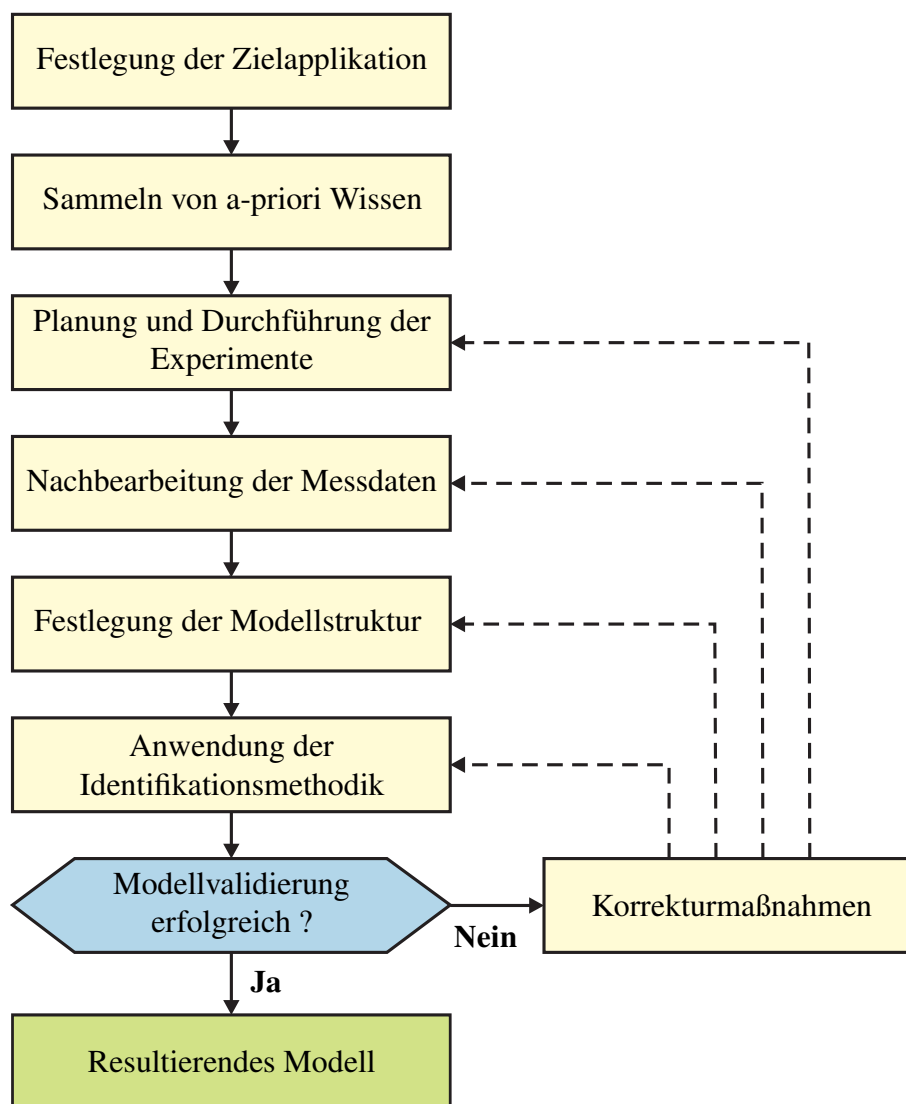 Festlegung der Zielapplikation
Sammeln von a-priori Wissen
Planung und Durchführung der
Experimente
Nachbearbeitung der Messdaten
Festlegung der Modellstruktur
Anwendung der
Identifikationsmethodik
Modellvalidierung
erfolgreich ?
Nein
Korrekturmaßnahmen
Ja
Resultierendes Modell